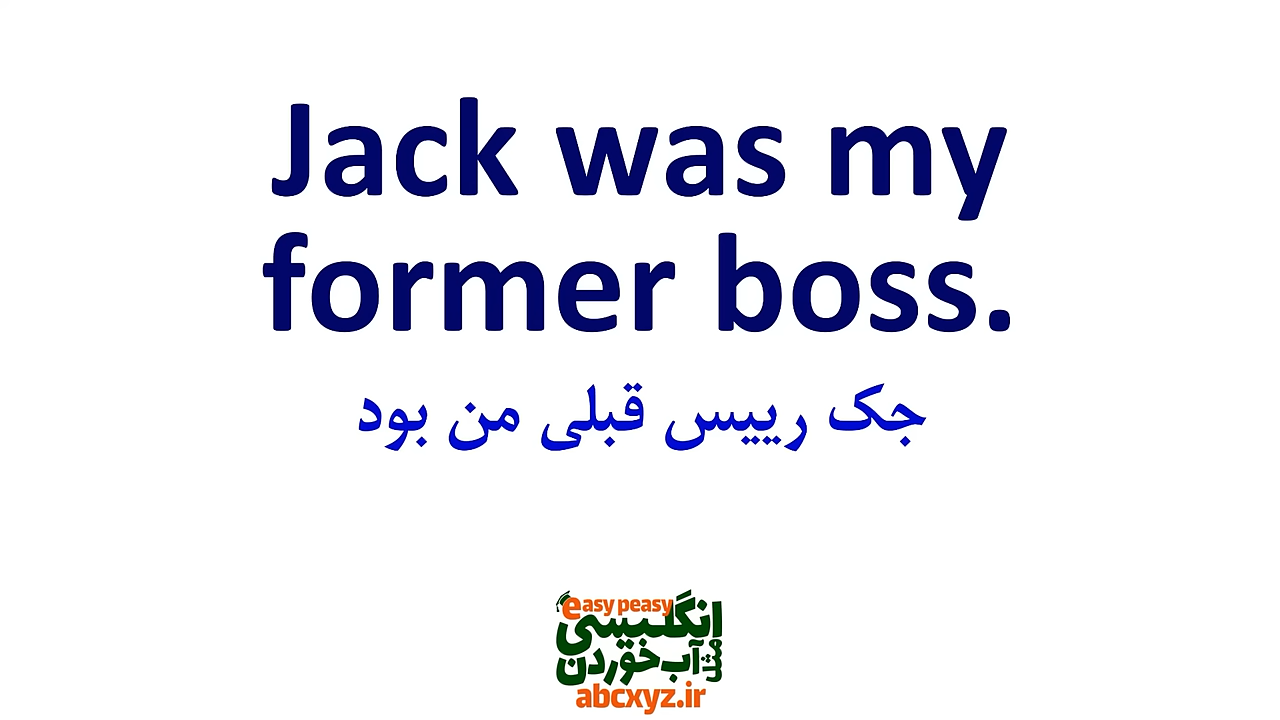 Jack was my
former boss.
جک رییس قبلی من بود
easy peasy
انگلیسی
مثل آب خوردن
abcxyz.ir